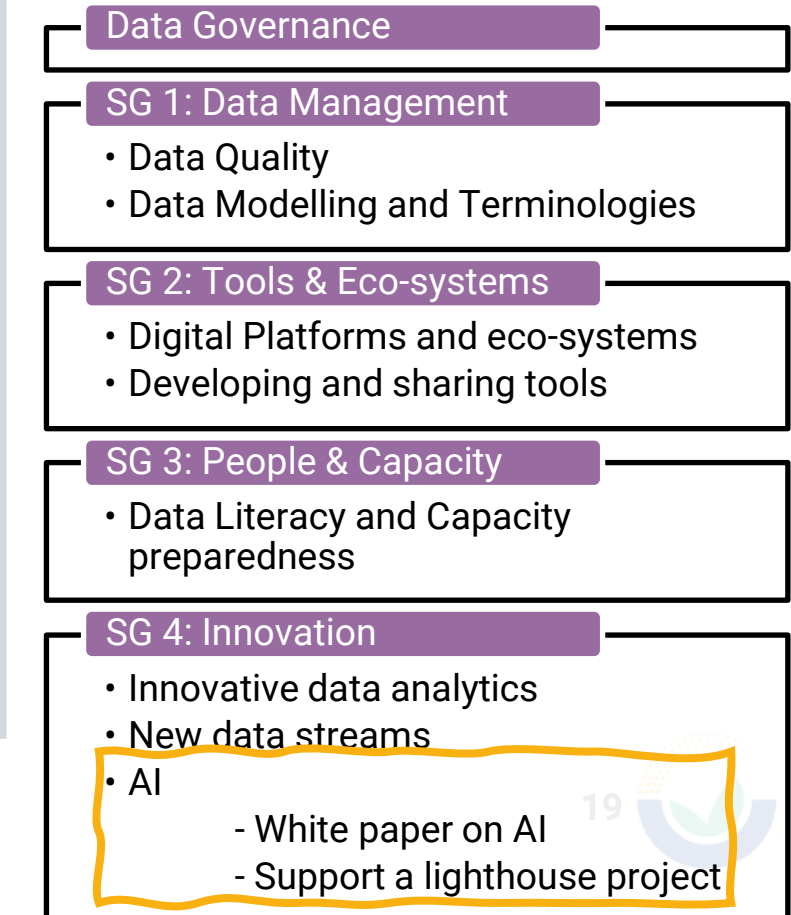 Data Governance
SG 1: Data Management
• Data Quality
• Data Modelling and Terminologies
SG 2: Tools & Eco-systems
• Digital Platforms and eco-systems
• Developing and sharing tools
SG 3: People & Capacity
• Data Literacy and Capacity
preparedness
SG 4: Innovation
• Innovative data analytics
• New data streams
• AI
- White paper on AI
19
- Support a lighthouse project